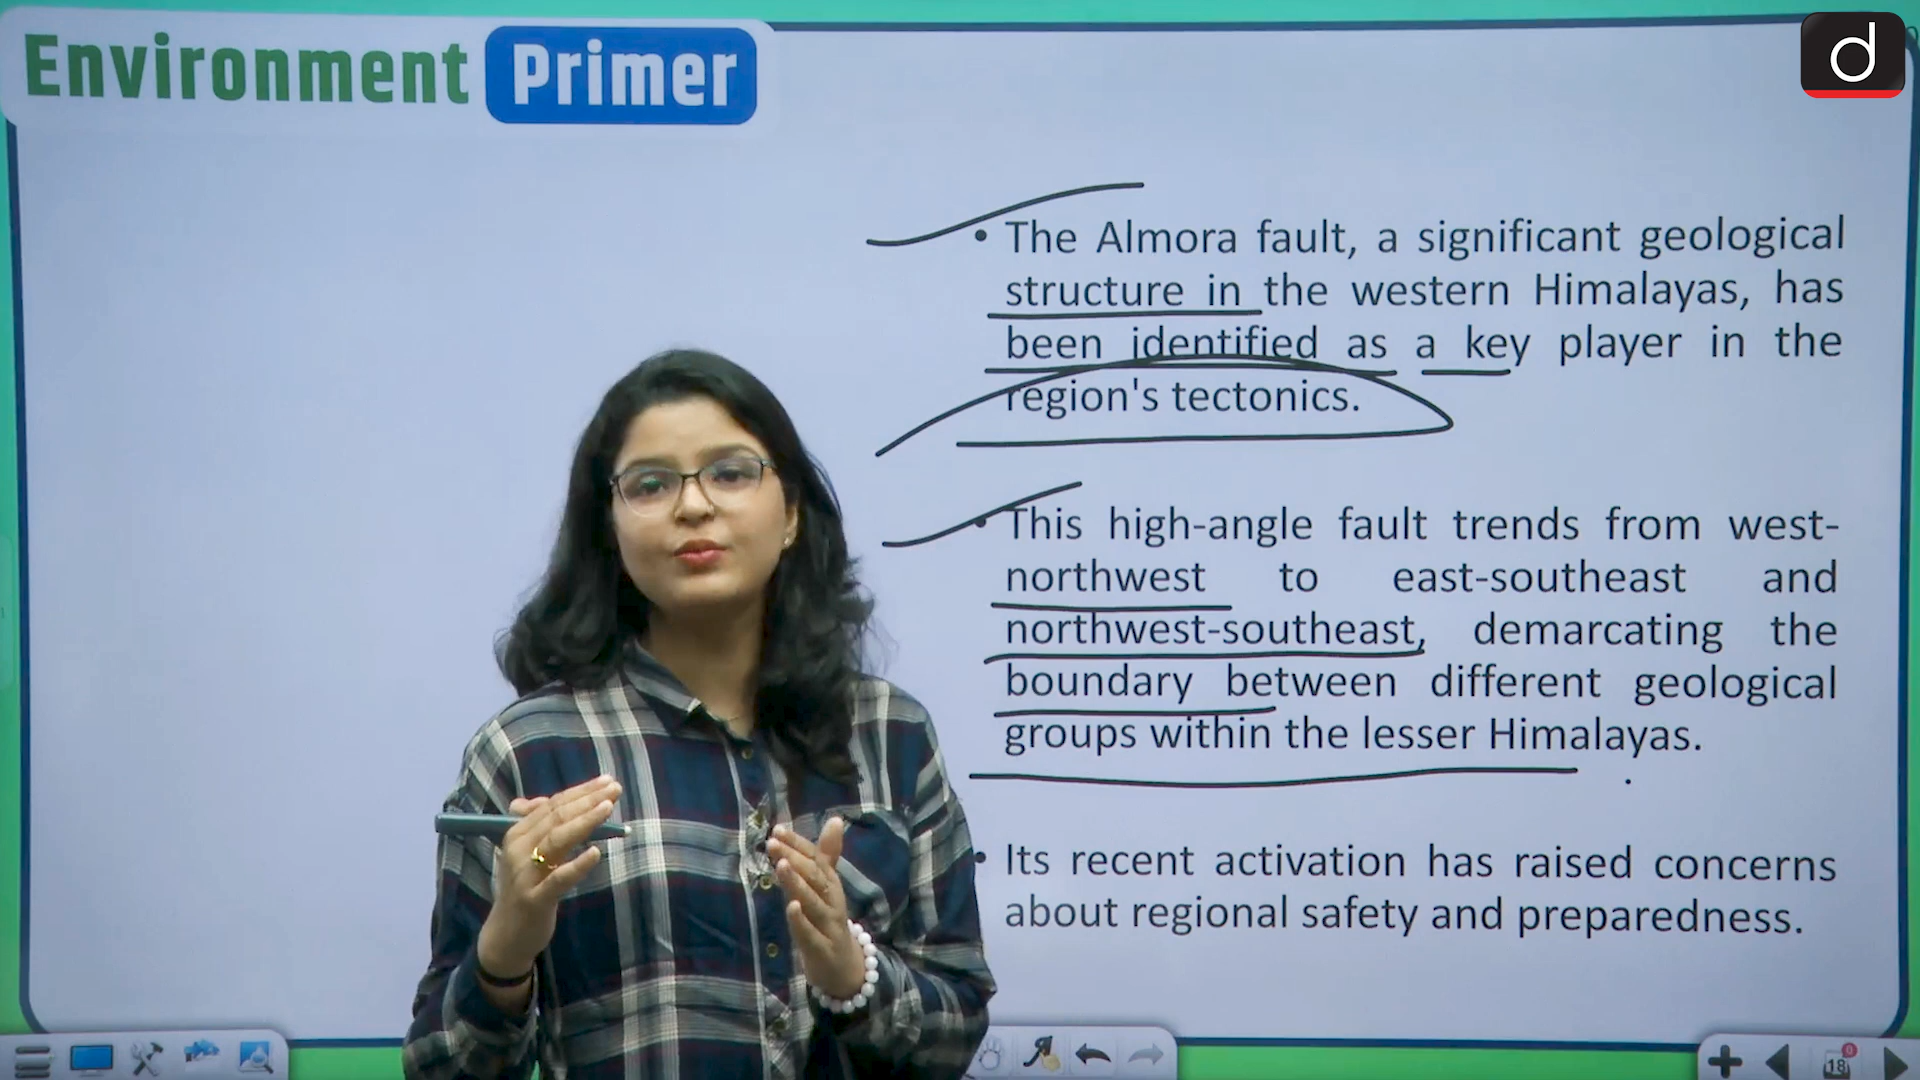 Environment Primer
d
• The Almora fault, a significant geological
structure in the western Himalayas, has
been identified as a key player in the
region's tectonics.
• This high-angle fault trends from west-
northwest to east-southeast and
northwest-southeast, demarcating the
boundary between different geological
groups within the lesser Himalayas.
• Its recent activation has raised concerns
about regional safety and preparedness.
18
0